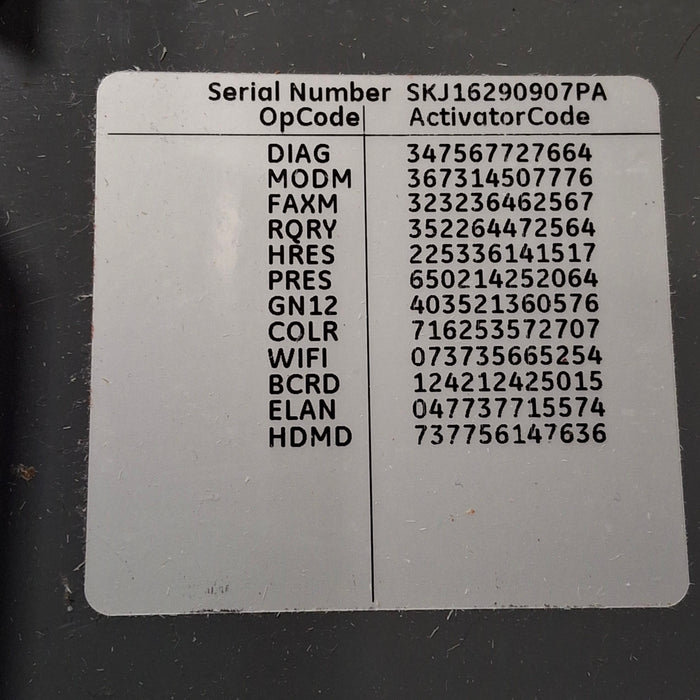 Serial Number SKJ16290907PA
OpCode ActivatorCode
DIAG 347567727664
MODM 367314507776
FAXM 323236462567
RQRY 352264472564
HRES 225336141517
PRES 650214252064
GN12 403521360576
COLR 716253572707
WIFI 073735665254
BCRD 124212425015
ELAN 047737715574
HDMD 737756147636